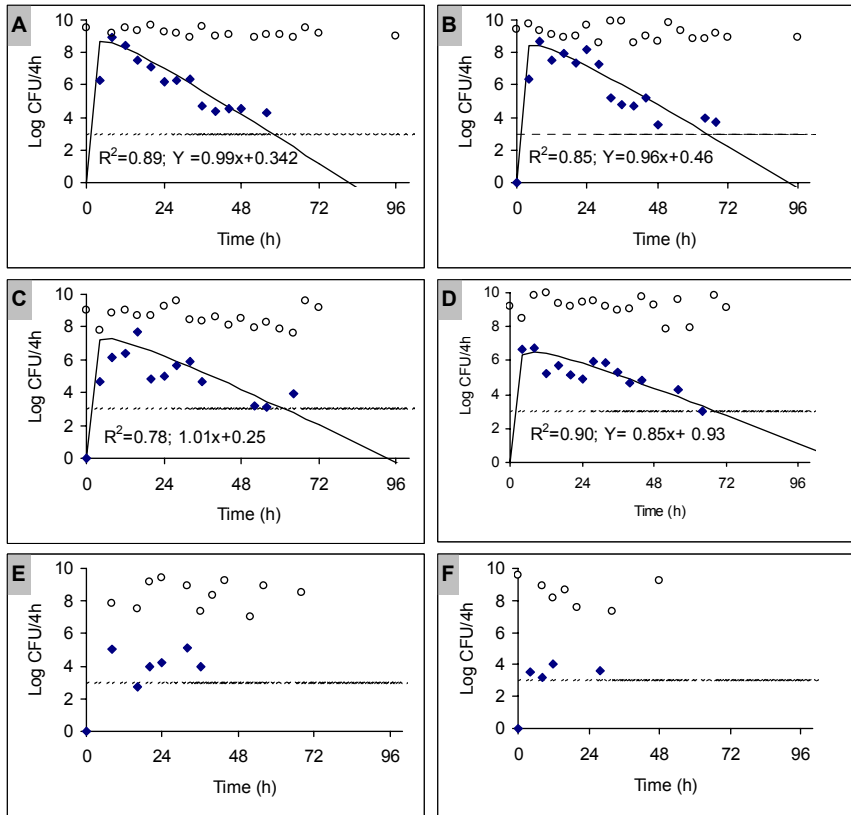 A
Log CFU/4h
10
8
6
4
2
0
R²=0.89; Y =0.99x+0.342
0 24 48 72 96
Time (h)
B
Log CFU/4h
10
8
6
4
2
0
R²=0.85; Y=0.96x+0.46
0 24 48 72 96
Time (h)
C
Log CFU/4h
10
8
6
4
2
0
R²=0.78; 1.01x+0.25
0 24 48 72 96
Time (h)
D
Log CFU/4h
10
8
6
4
2
0
R²=0.90; Y= 0.85x+ 0.93
0 24 48 72 96
Time (h)
E
Log CFU/4h
10
8
6
4
2
0
0 24 48 72 96
Time (h)
F
Log CFU/4h
10
8
6
4
2
0
0 24 48 72 96
Time (h)